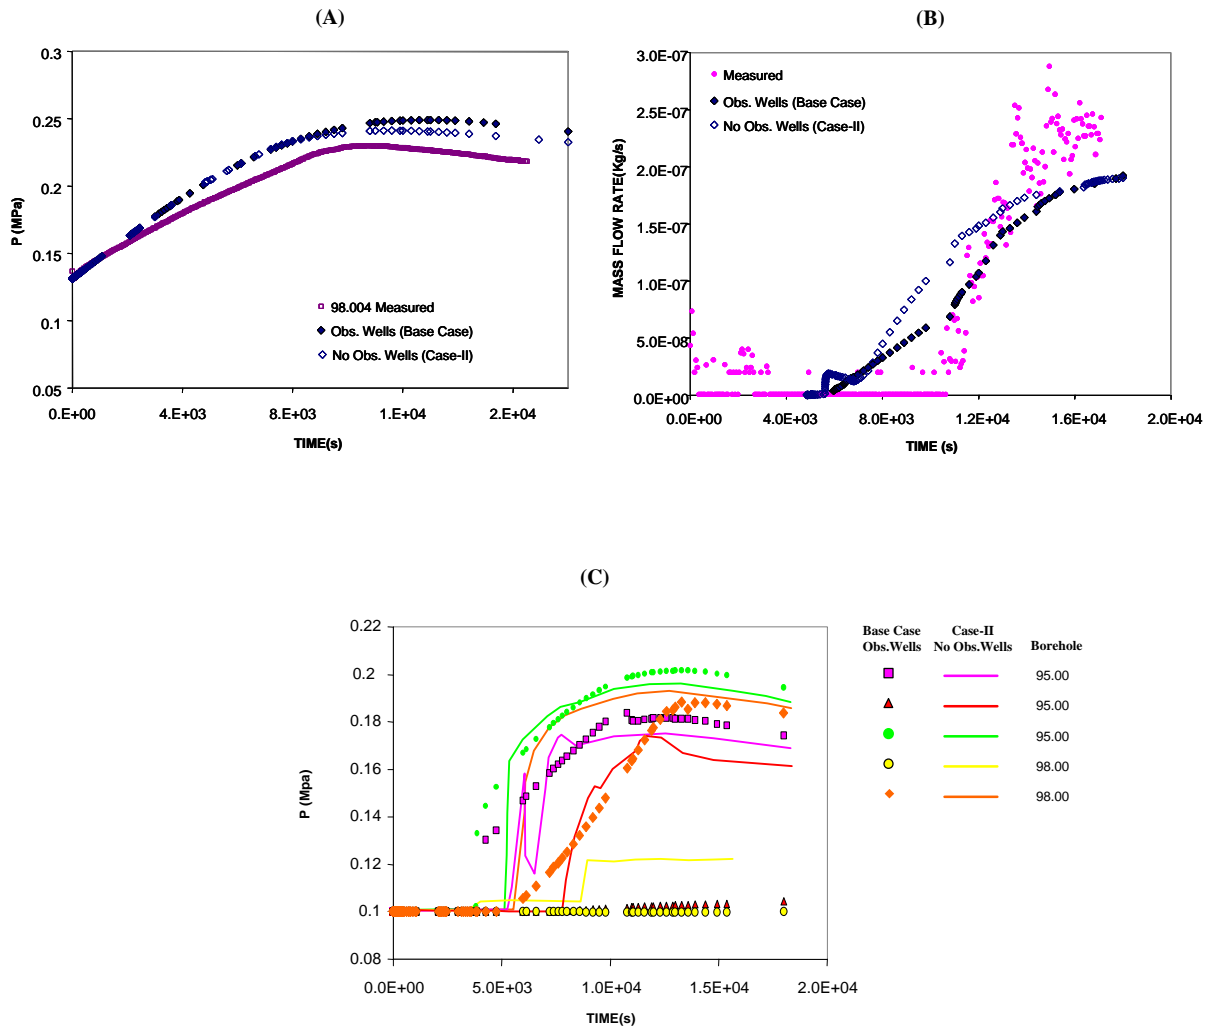 (A)
0.3
0.25
0.2
0.15
0.1
0.05
P (MPa)
98.004 Measured
Obs. Wells (Base Case)
No Obs. Wells (Case-II)
0.E+00
4.E+03
8.E+03
1.E+04
2.E+04
TIME(s)
(B)
3.0E-07
2.5E-07
2.0E-07
1.5E-07
1.0E-07
5.0E-08
0.0E+00
MASS FLOW RATE(Kg/s)
Measured
Obs. Wells (Base Case)
No Obs. Wells (Case-II)
0.0E+00
4.0E+03
8.0E+03
1.2E+04
1.6E+04
2.0E+04
TIME (s)
(C)
0.22
0.2
0.18
0.16
0.14
0.12
0.1
0.08
P (Mpa)
0.0E+00
5.0E+03
1.0E+04
1.5E+04
2.0E+04
TIME(s)
Base Case Case-II
Obs.Wells No Obs.Wells Borehole
95.00
95.00
95.00
98.00
98.00